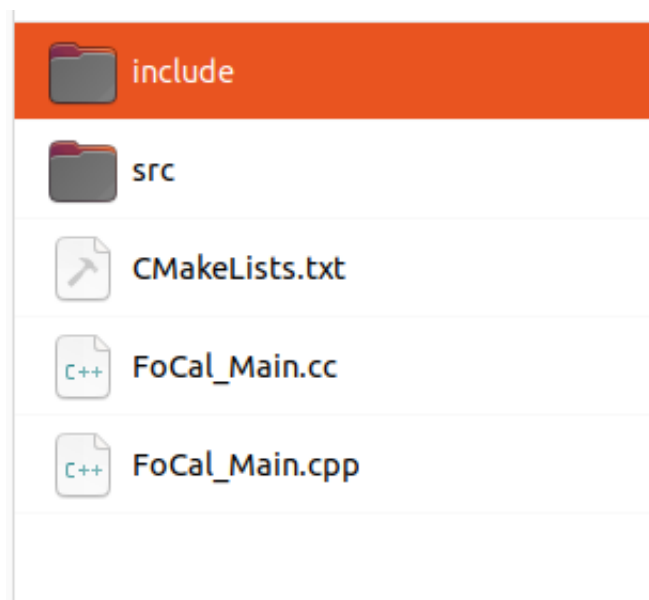 include
src
CMakeLists.txt
C++ FoCal_Main.cc
C++ FoCal_Main.cpp